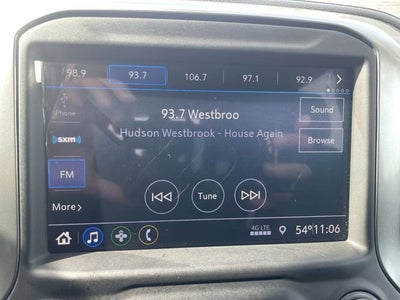 98.9 93.7 106.7 97.1 92.9
iPhone
93.7 Westbroo
Sound
Hudson Westbrook - House Again
sxm
Browse
FM
Tune
More
4G LTE
54° 11:06